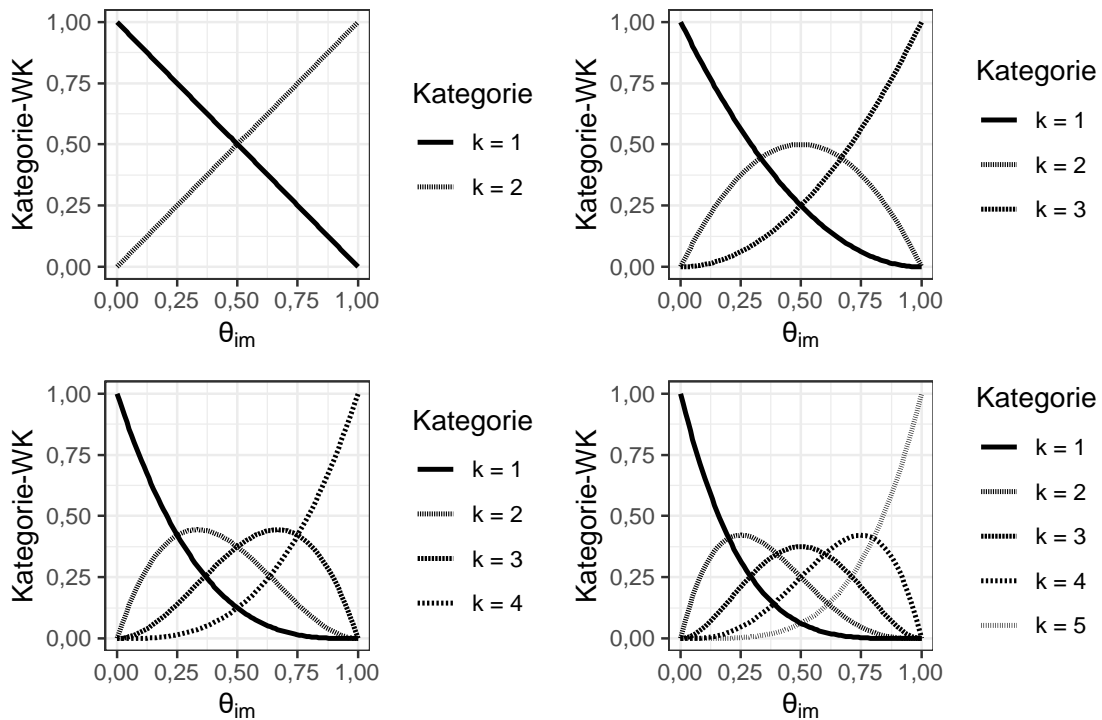 Kategorie-WK
1,00
0,75
0,50
0,25
0,00
0,00 0,25 0,50 0,75 1,00
θim
Kategorie
k = 1
k = 2
Kategorie-WK
1,00
0,75
0,50
0,25
0,00
0,00 0,25 0,50 0,75 1,00
θim
Kategorie
k = 1
k = 2
k = 3
Kategorie-WK
1,00
0,75
0,50
0,25
0,00
0,00 0,25 0,50 0,75 1,00
θim
Kategorie
k = 1
k = 2
k = 3
k = 4
Kategorie-WK
1,00
0,75
0,50
0,25
0,00
0,00 0,25 0,50 0,75 1,00
θim
Kategorie
k = 1
k = 2
k = 3
k = 4
k = 5